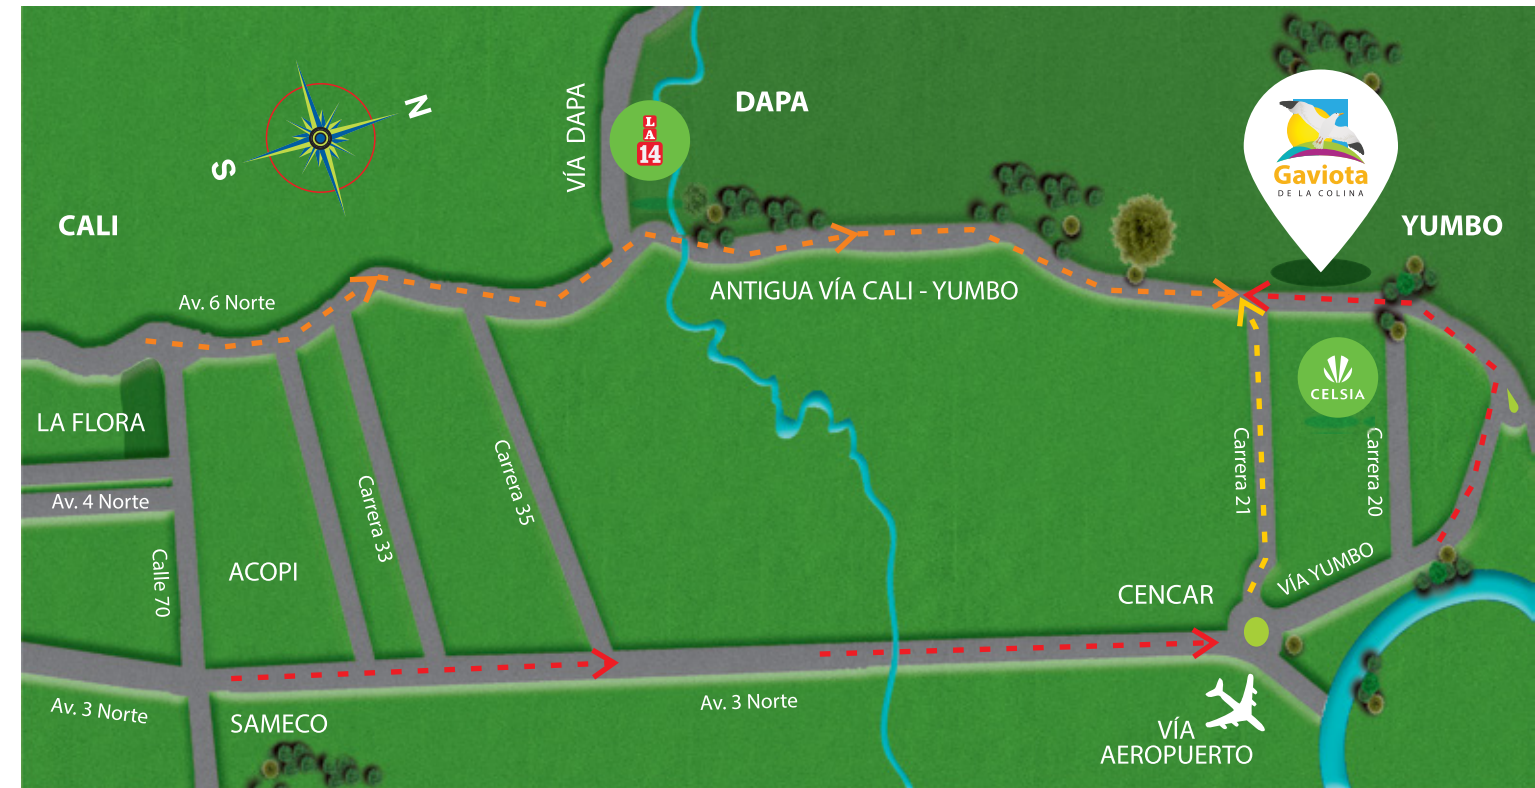 N
S
CALI
VÍA DAPA
L
A
14
DAPA
Gaviota
DE LA COLINA
YUMBO
Av. 6 Norte
ANTIGUA VÍA CALI - YUMBO
CELSIA
LA FLORA
Av. 4 Norte
Calle 70
ACOPI
Carrera 33
Carrera 35
Carrera 21
Carrera 20
VÍA YUMBO
CENCAR
Av. 3 Norte
SAMECO
Av. 3 Norte
VÍA
AEROPUERTO